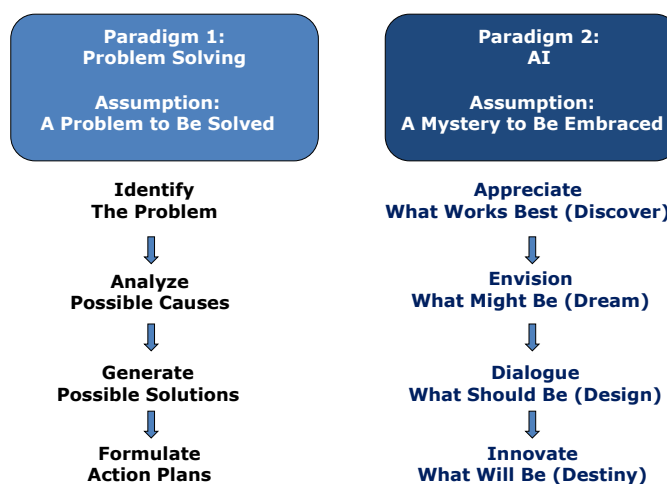 Paradigm 1:
Problem Solving
Assumption:
A Problem to Be Solved
Identify
The Problem
Analyze
Possible Causes
Generate
Possible Solutions
Formulate
Action Plans
Paradigm 2:
AI
Assumption:
A Mystery to Be Embraced
Appreciate
What Works Best (Discover)
Envision
What Might Be (Dream)
Dialogue
What Should Be (Design)
Innovate
What Will Be (Destiny)